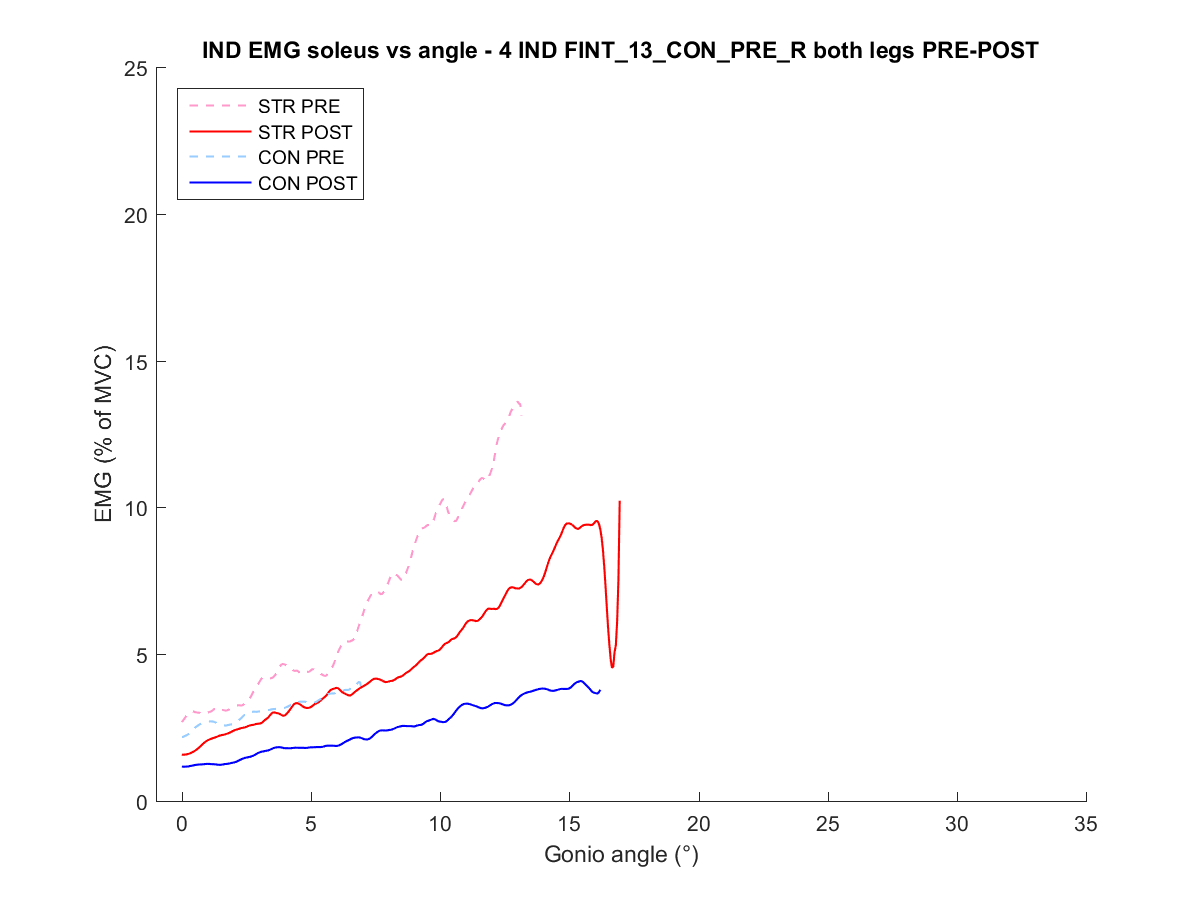 IND EMG soleus vs angle - 4 IND FINT_13_CON_PRE_R both legs PRE-POST
25
STR PRE
STR POST
CON PRE
CON POST
20
15
EMG (% of MVC)
10
5
0
0 5 10 15 20 25 30 35
Gonio angle (°)